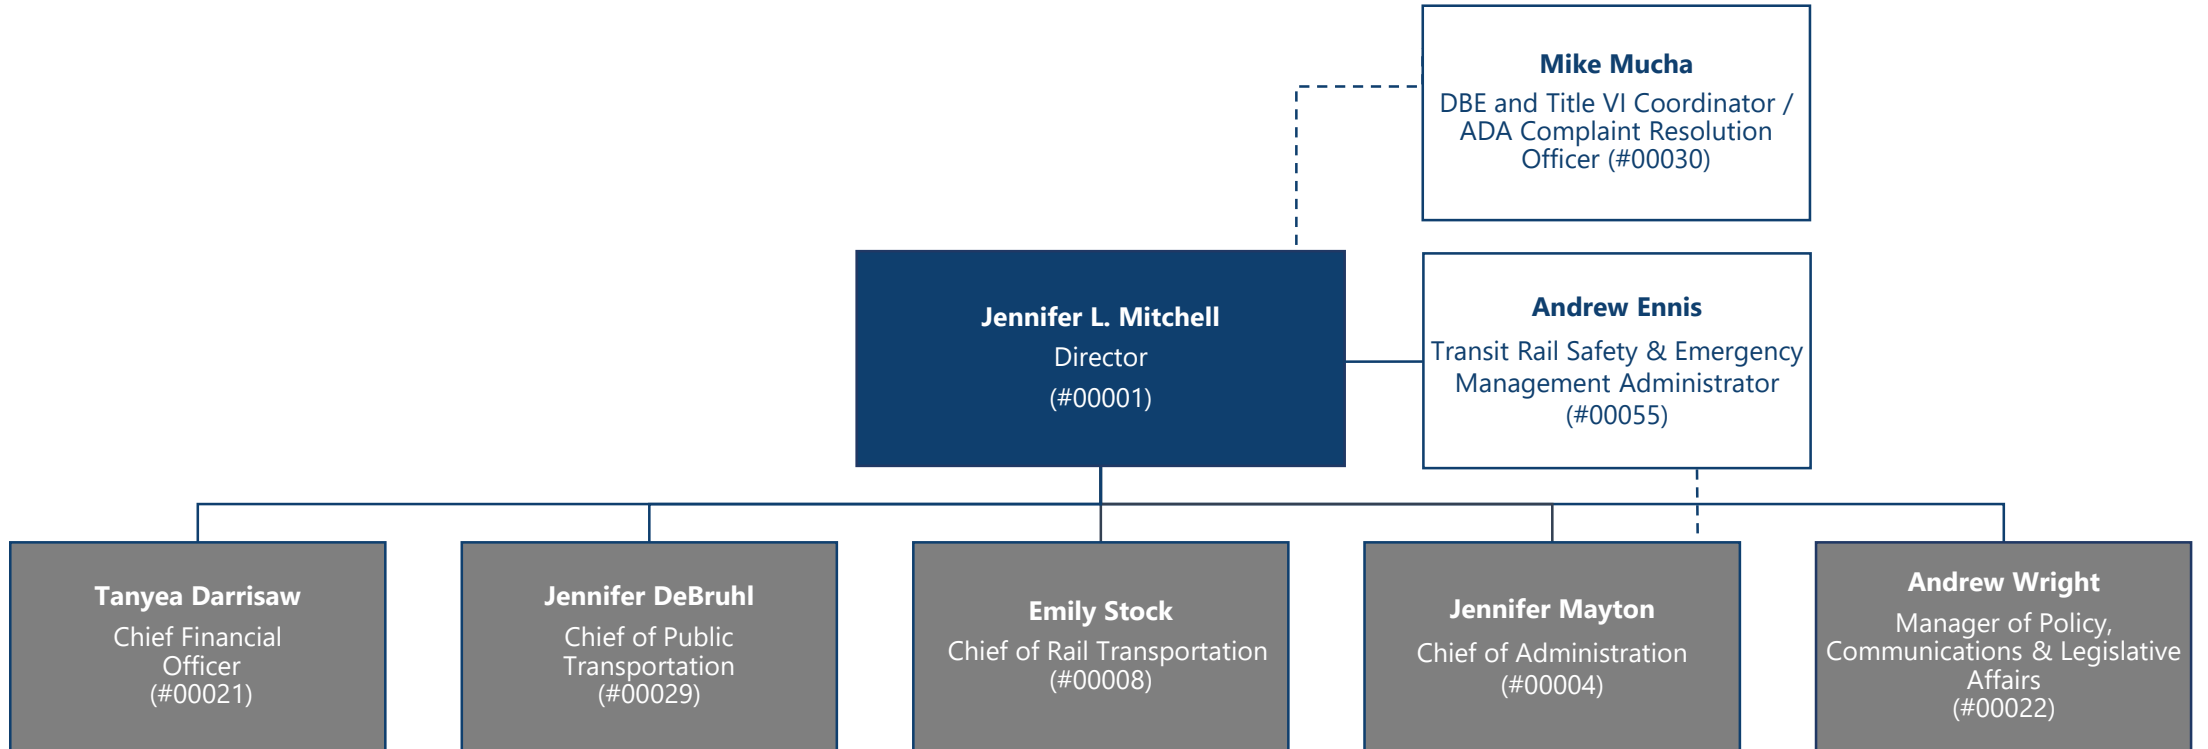 Mike Mucha
DBE and Title VI Coordinator /
ADA Complaint Resolution
Officer (#00030)
Jennifer L. Mitchell
Director
(#00001)
Andrew Ennis
Transit Rail Safety & Emergency
Management Administrator
(#00055)
Tanyea Darrisaw
Chief Financial
Officer
(#00021)
Jennifer DeBruhl
Chief of Public
Transportation
(#00029)
Emily Stock
Chief of Rail Transportation
(#00008)
Jennifer Mayton
Chief of Administration
(#00004)
Andrew Wright
Manager of Policy,
Communications & Legislative
Affairs
(#00022)